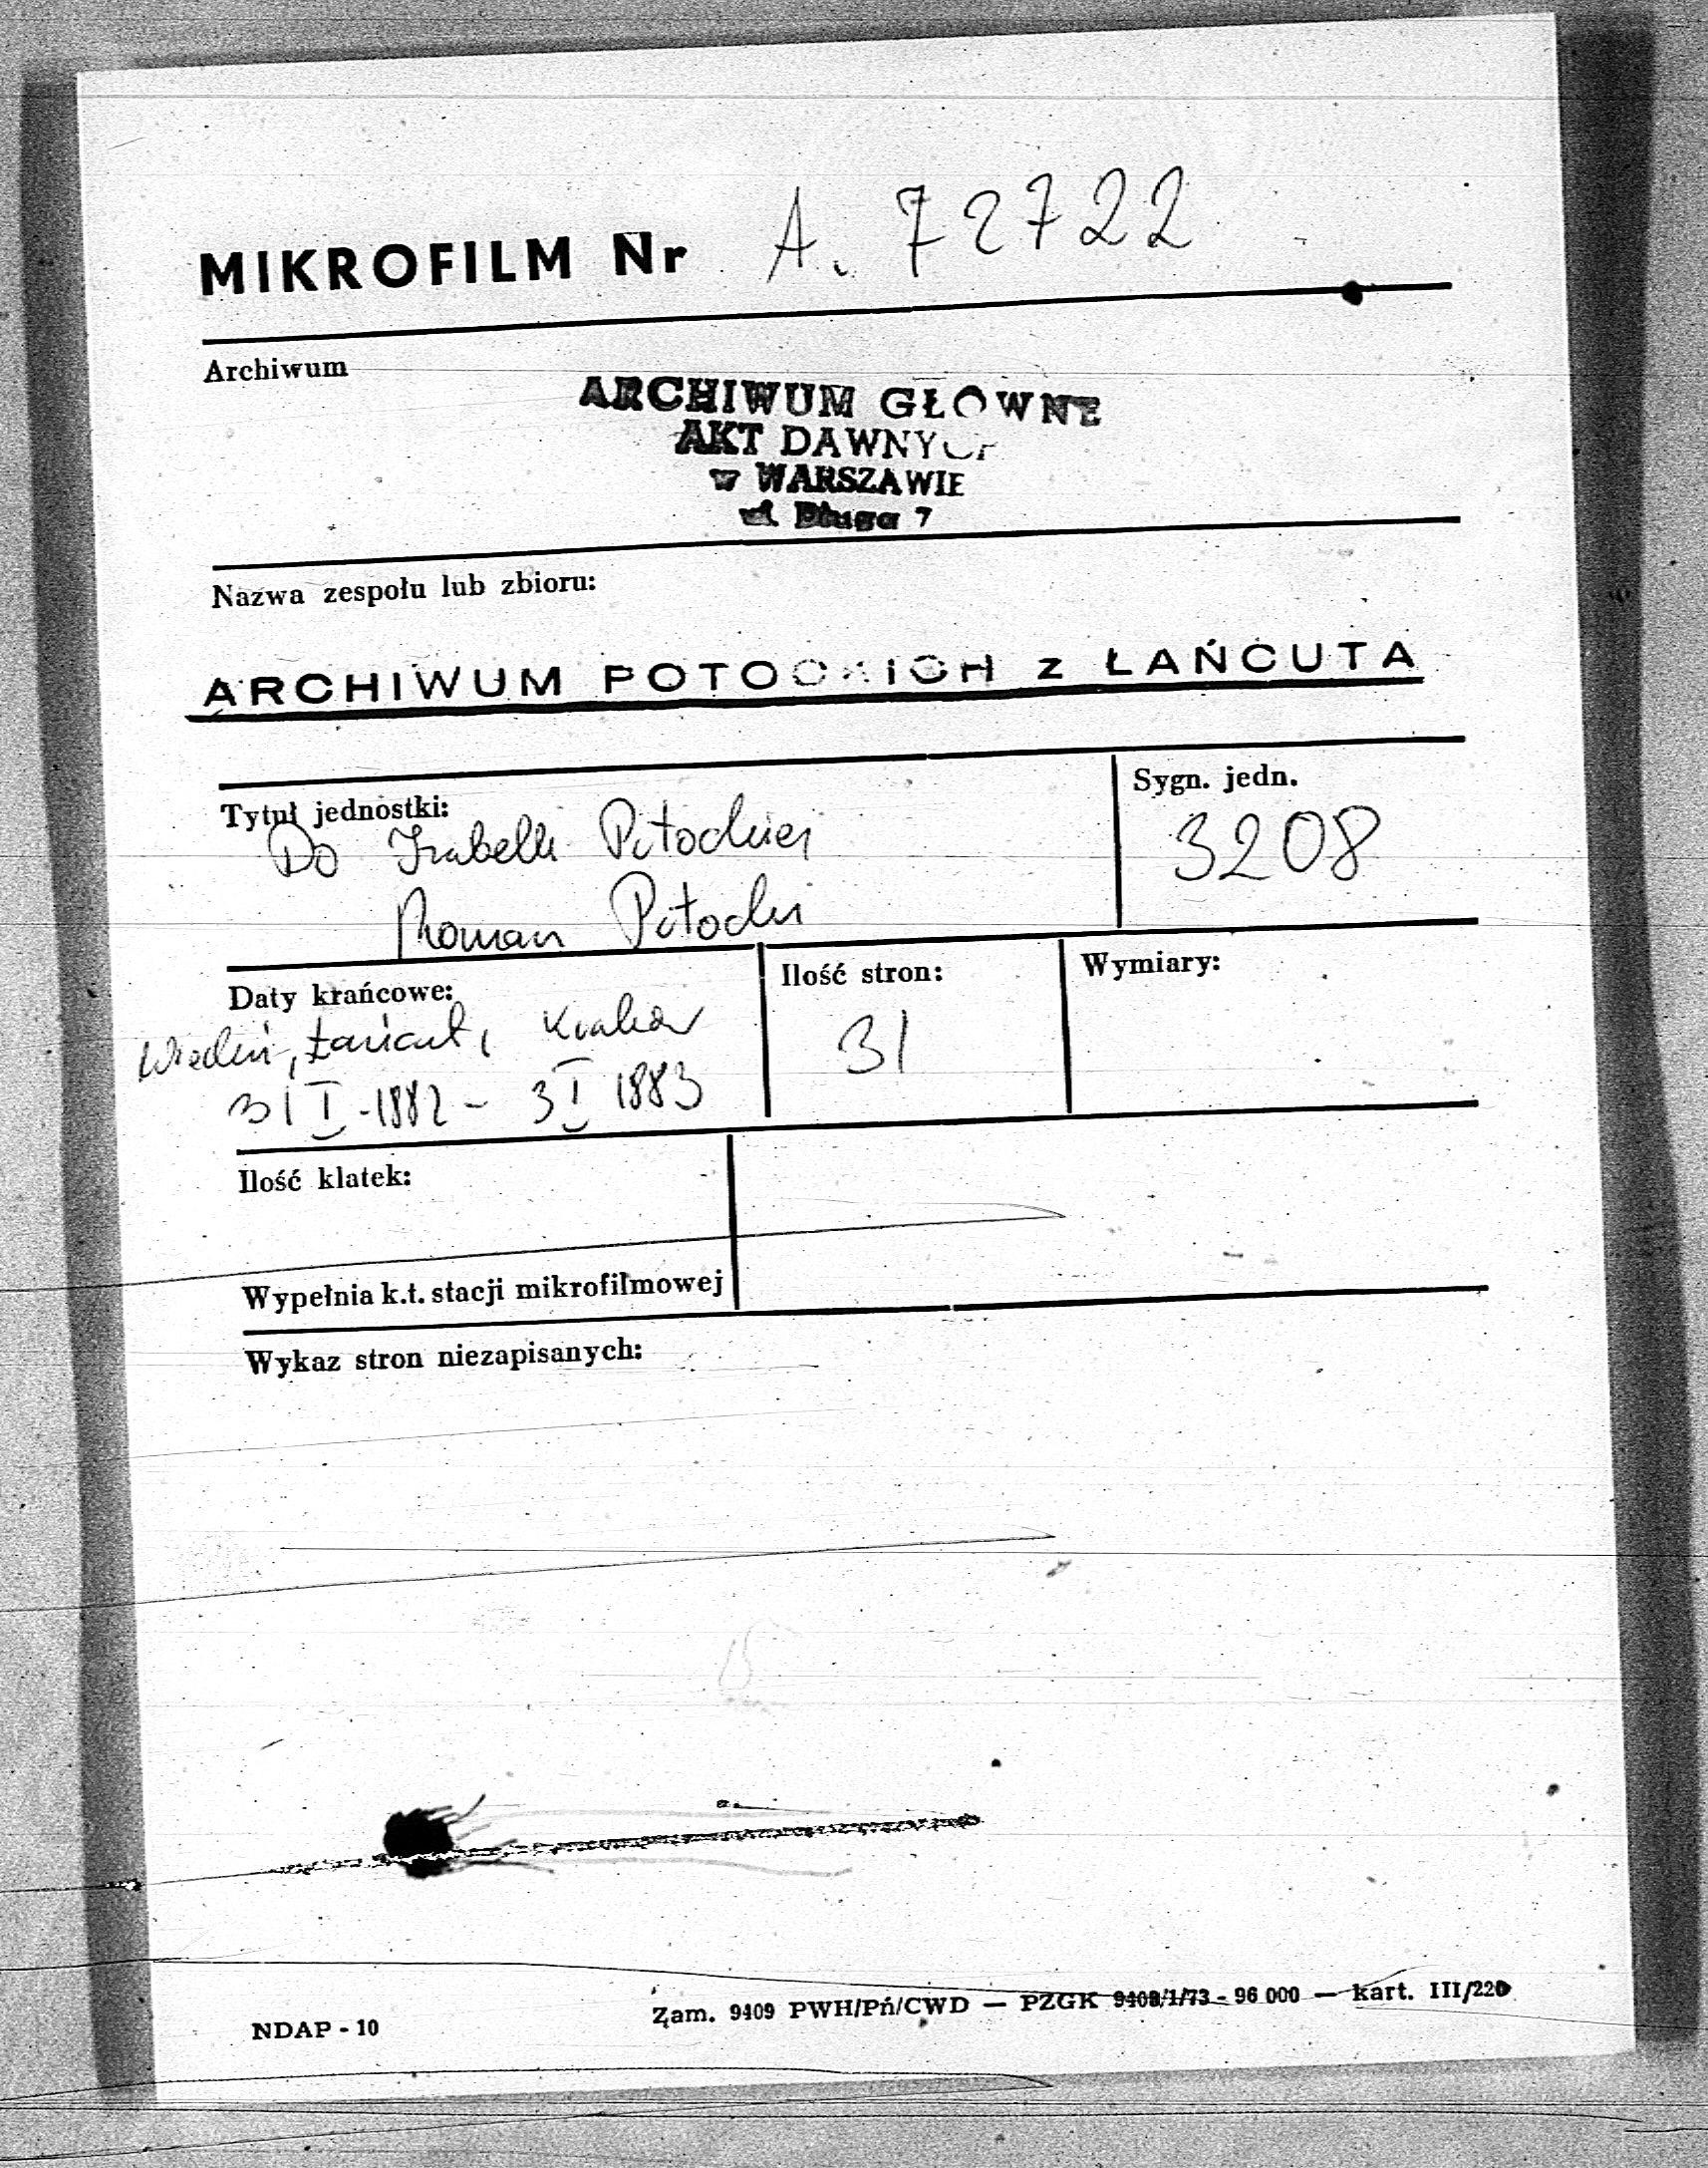 MIKROFILM Nr A. 72722
Archiwum
ARCHIWUM GŁÓWNE
AKT DAWNYCH
w WARSZAWIE
ul. Długa 7
Nazwa zespołu lub zbioru:
ARCHIWUM POTOCKICH z ŁAŃCUTA
Tytuł jednostki:
Do Izabelli Potockiej
Roman Potocki
Sygn. jedn.
3208
Daty krańcowe:
Wiedeń, Łańcut, Kraków
31 I -1882 - 3 I 1883
Ilość stron:
31
Wymiary:
Ilość klatek:
Wypełnia k.t. stacji mikrofilmowej
Wykaz stron niezapisanych:
NDAP - 10
Zam. 9409 PWH/Pń/CWD — PZGK 9409/1/73 - 96 000 — kart. III/220